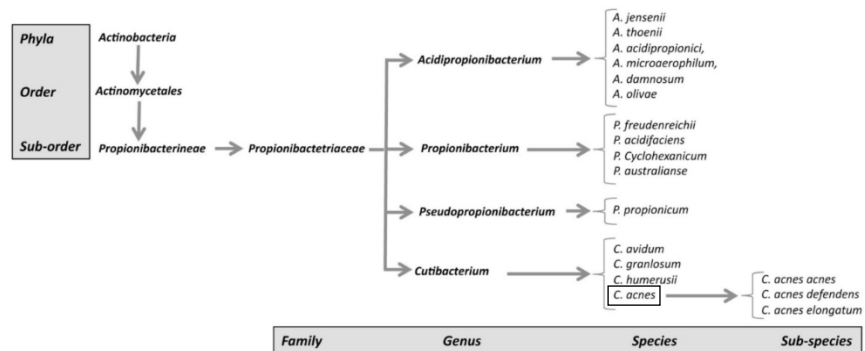 Phyla
Actinobacteria
Order
Actinomycetales
Sub-order
Propionibacterineae
Propionibactetriaceae
Acidipropionibacterium
A. jensenii
A. thoenii
A. acidipropionici,
A. microaerophilum,
A. damnosum
A. olivae
Propionibacterium
P. freudenreichii
P. acidifaciens
P. Cyclohexanicum
P. australianse
Pseudopropionibacterium
P. propionicum
Cutibacterium
C. avidum
C. granlosum
C. humerusii
C. acnes
C. acnes acnes
C. acnes defendens
C. acnes elongatum
Family Genus Species Sub-species